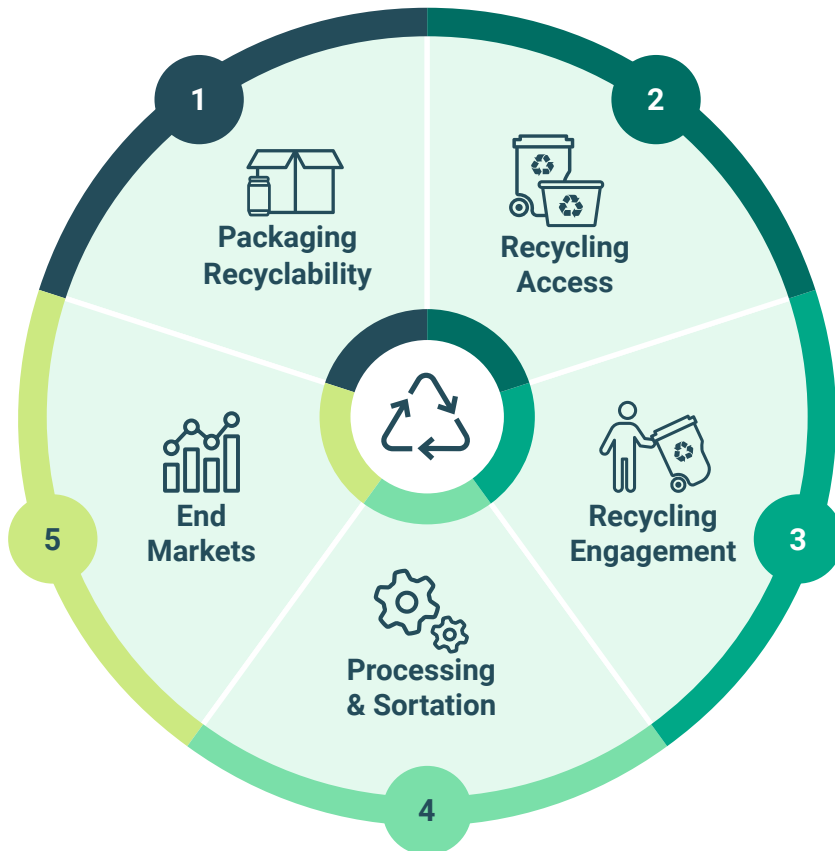 1
Packaging
Recyclability
2
Recycling
Access
3
Recycling
Engagement
4
Processing
& Sortation
5
End
Markets